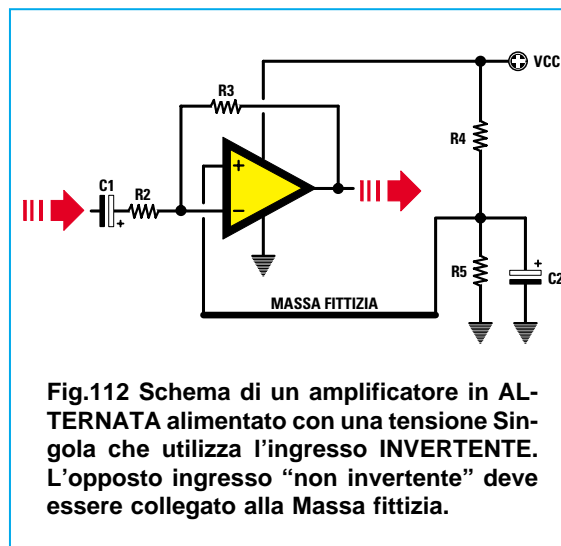 R3
VCC
R4
+
C1
R2
+
−
R5
+
C2
MASSA FITTIZIA
Fig.112 Schema di un amplificatore in AL-
TERNATA alimentato con una tensione Sin-
gola che utilizza l'ingresso INVERTENTE.
L'opposto ingresso “non invertente” deve
essere collegato alla Massa fittizia.